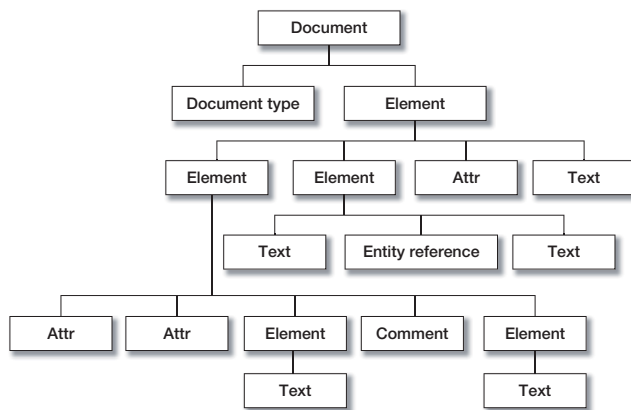 Document
Document type Element
Element Element Attr Text
Text Entity reference Text
Attr Attr Element Comment Element
Text Text